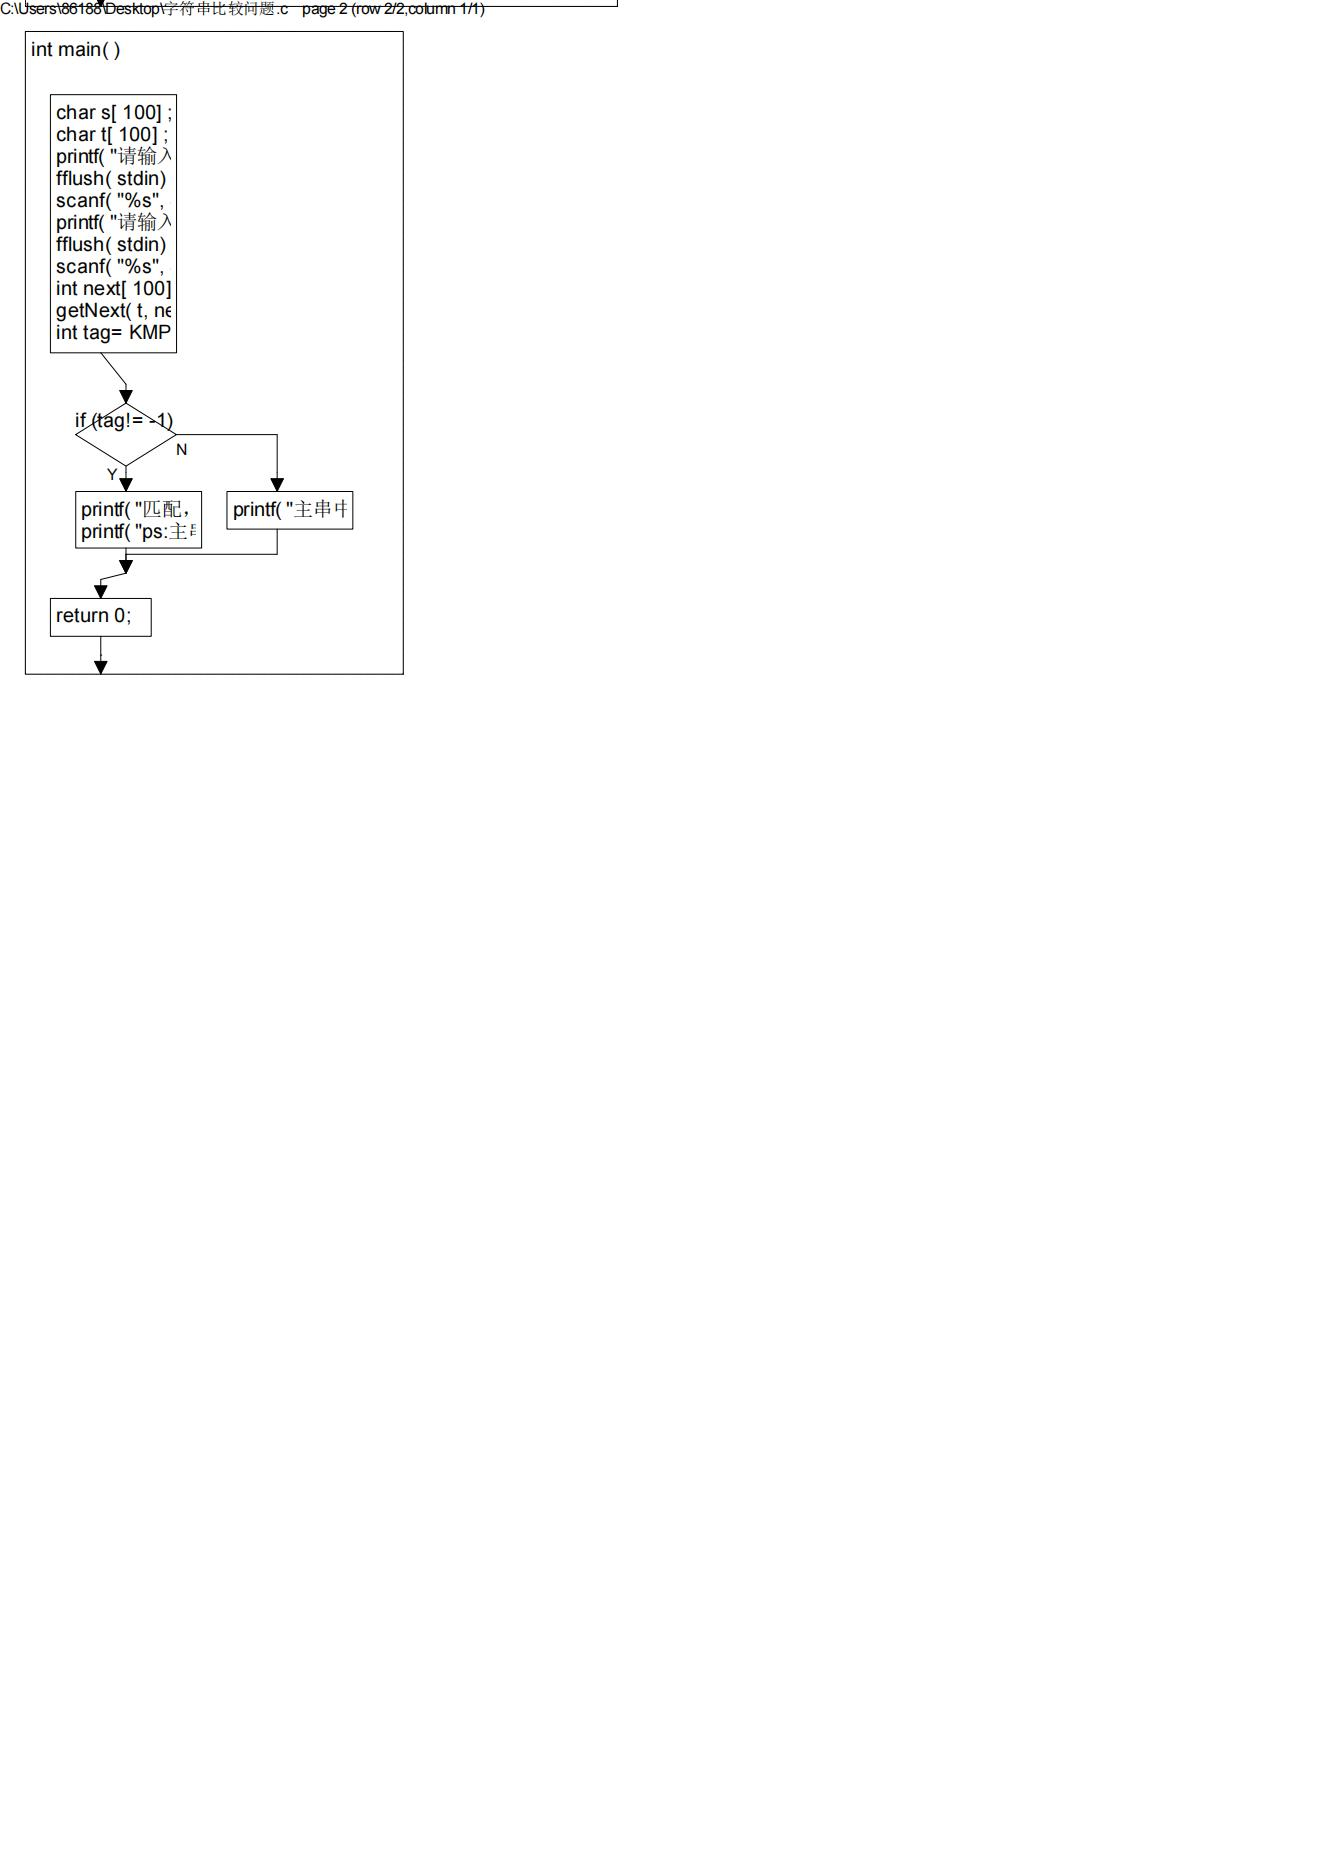 C:\Users\86188\Desktop\字符串比较问题.c page 2 (row 2/2,column 1/1)
int main( )
char s[ 100] ;
char t[ 100] ;
printf( "请输入
fflush( stdin)
scanf( "%s",
printf( "请输入
fflush( stdin)
scanf( "%s",
int next[ 100]
getNext( t, ne
int tag= KMP
if (tag!= -1)
N
Y
printf( "匹配，
printf( "ps:主
printf( "主串
return 0;